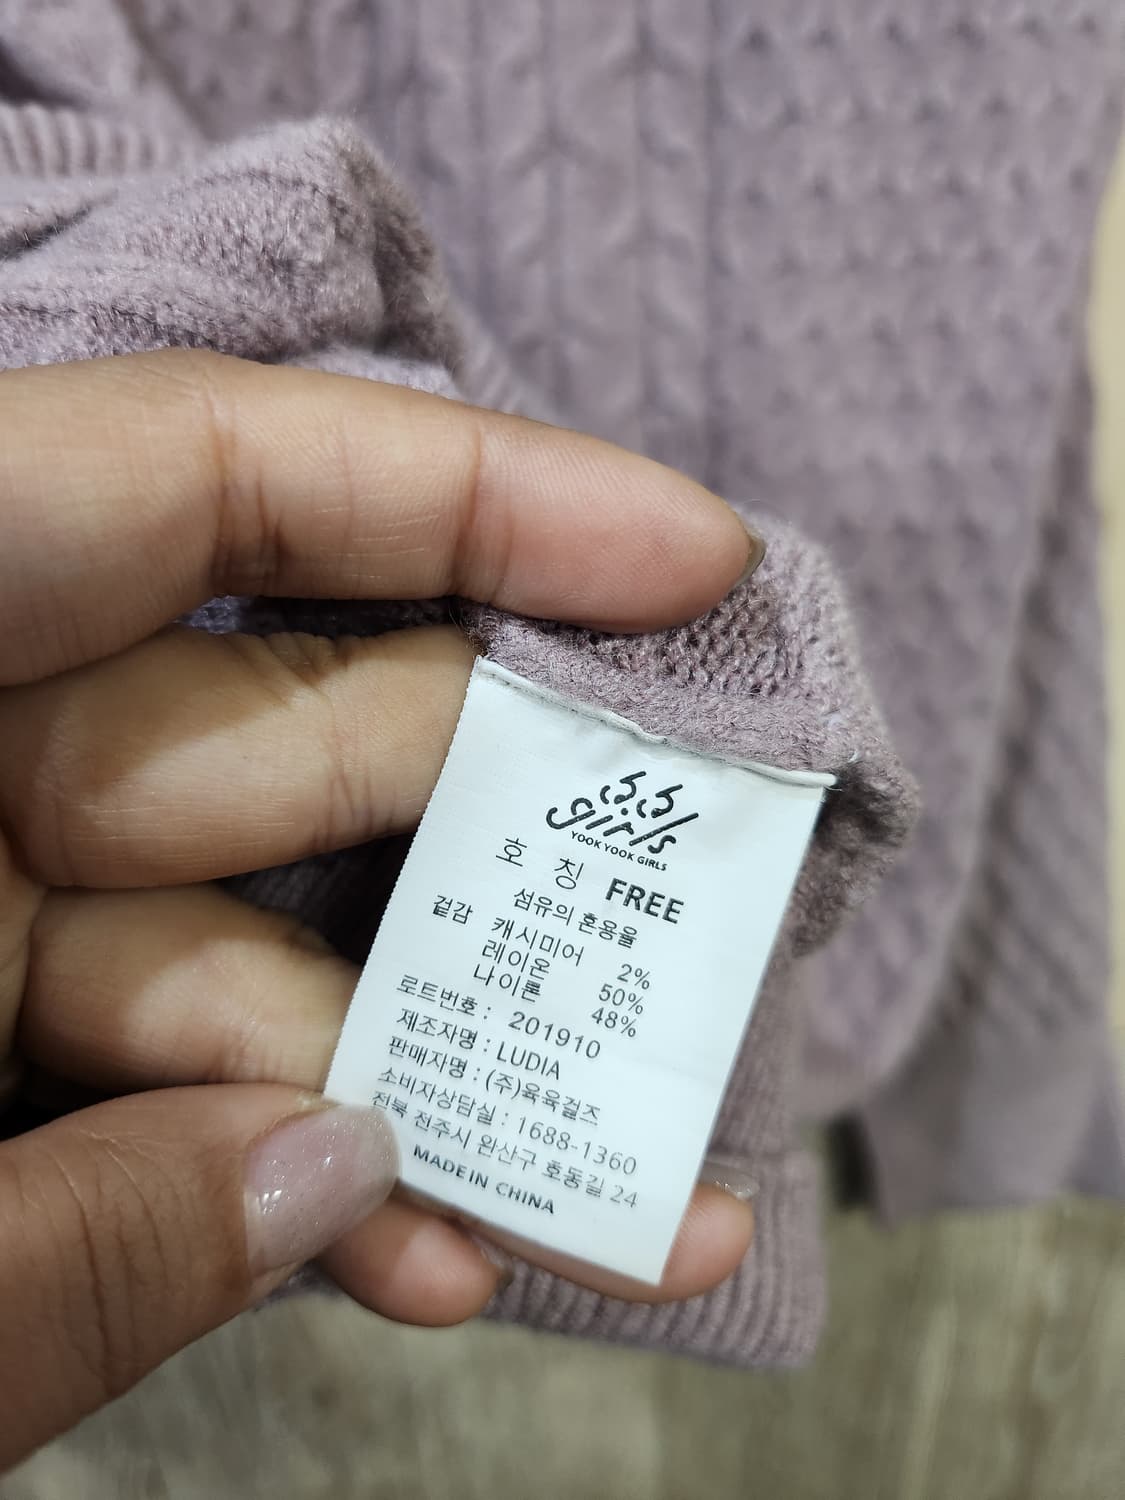 66
girls
YOOK YOOK GIRLS
호 칭 FREE
섬유의 혼용율
겉감 캐시미어 2%
레이온 50%
나이론 48%
로트번호 : 201910
제조자명 : LUDIA
판매자명 : (주)육육걸즈
소비자상담실 : 1688-1360
전북 전주시 완산구 호동길 24
MADE IN CHINA